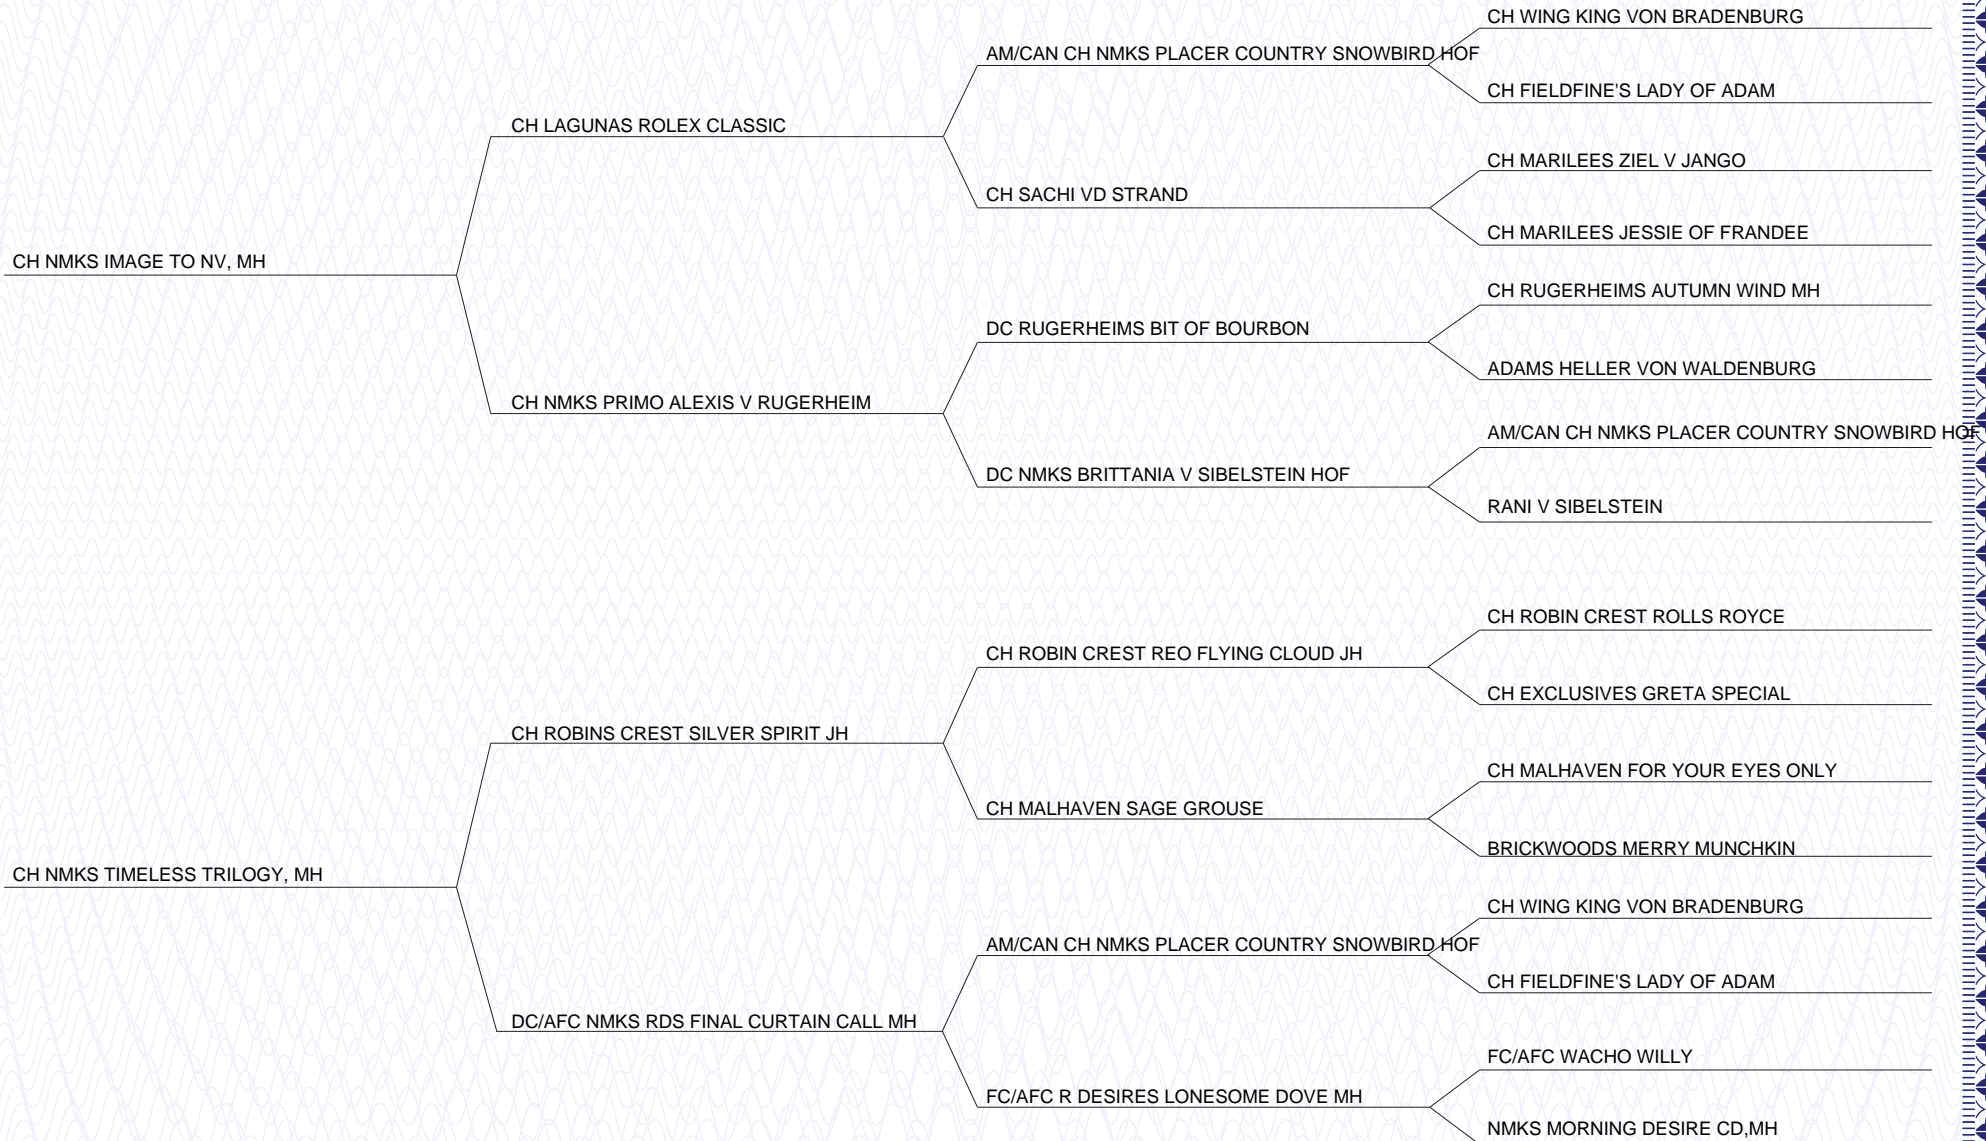 CH WING KING VON BRADENBURG
AM/CAN CH NMKS PLACER COUNTRY SNOWBIRD HOF
CH FIELDFINE'S LADY OF ADAM
CH LAGUNAS ROLEX CLASSIC
CH MARILEES ZIEL V JANGO
CH SACHI VD STRAND
CH MARILEES JESSIE OF FRANDEE
CH NMKS IMAGE TO NV, MH
CH RUGERHEIMS AUTUMN WIND MH
DC RUGERHEIMS BIT OF BOURBON
ADAMS HELLER VON WALDENBURG
CH NMKS PRIMO ALEXIS V RUGERHEIM
AM/CAN CH NMKS PLACER COUNTRY SNOWBIRD HOF
DC NMKS BRITTANIA V SIBELSTEIN HOF
RANI V SIBELSTEIN
CH ROBIN CREST ROLLS ROYCE
CH ROBIN CREST REO FLYING CLOUD JH
CH EXCLUSIVES GRETA SPECIAL
CH ROBINS CREST SILVER SPIRIT JH
CH MALHAVEN FOR YOUR EYES ONLY
CH MALHAVEN SAGE GROUSE
BRICKWOODS MERRY MUNCHKIN
CH NMKS TIMELESS TRILOGY, MH
CH WING KING VON BRADENBURG
AM/CAN CH NMKS PLACER COUNTRY SNOWBIRD HOF
CH FIELDFINE'S LADY OF ADAM
DC/AFC NMKS RDS FINAL CURTAIN CALL MH
FC/AFC WACHO WILLY
FC/AFC R DESIRES LONESOME DOVE MH
NMKS MORNING DESIRE CD,MH